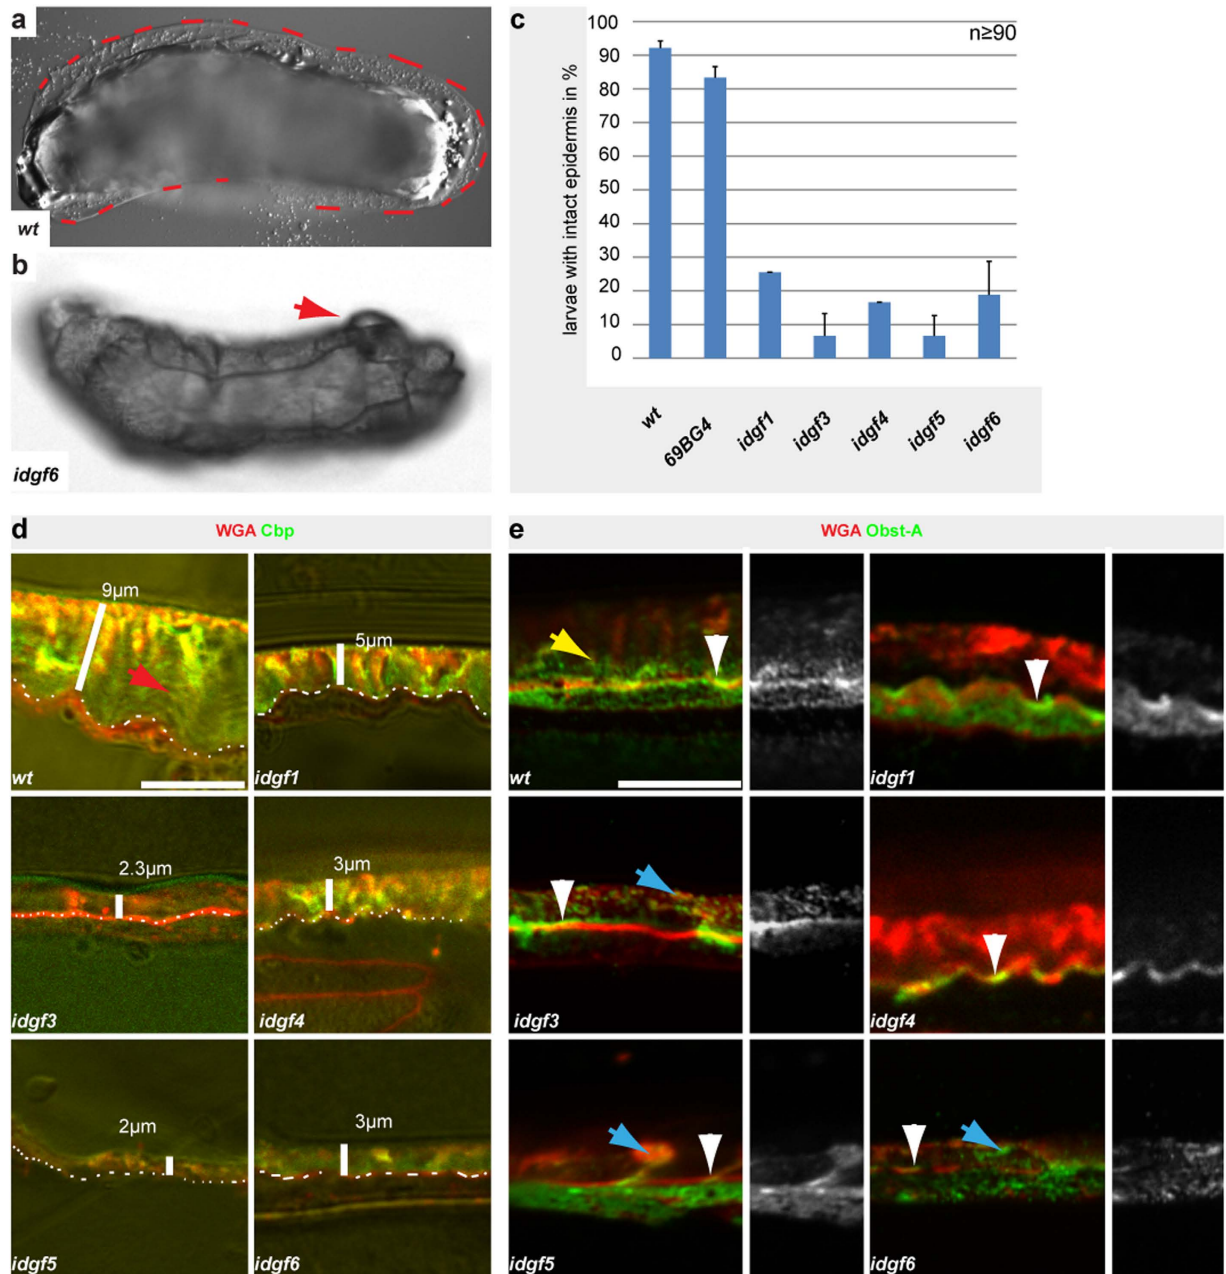 a
wt
b
idgf6
c
n≥90
larvae with intact epidermis in %
100
90
80
70
60
50
40
30
20
10
0
wt
69BG4
idgf1
idgf3
idgf4
idgf5
idgf6
d
WGA Cbp
9µm
wt
5µm
idgf1
2.3µm
idgf3
3µm
idgf4
2µm
idgf5
3µm
idgf6
e
WGA Obst-A
wt
idgf1
idgf3
idgf4
idgf5
idgf6